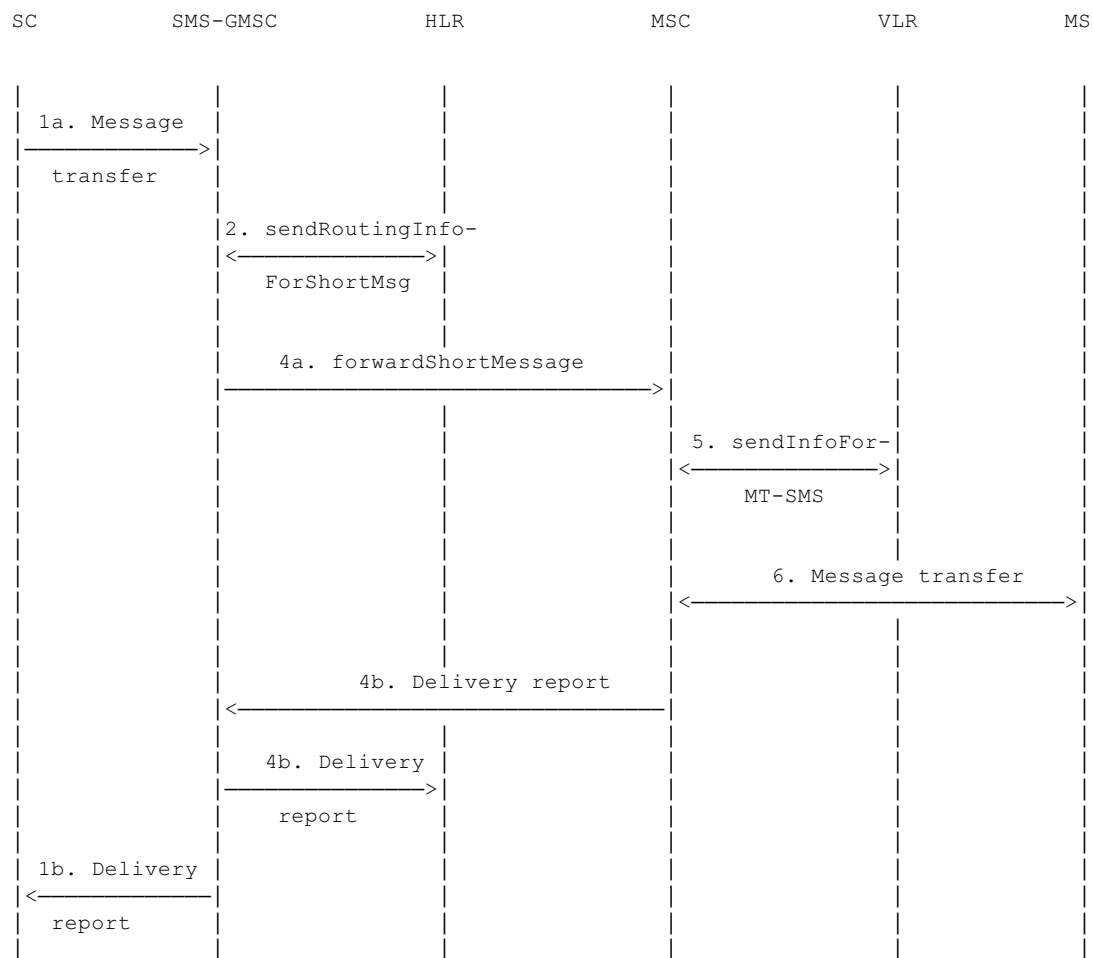 SC SMS-GMSC HLR MSC VLR MS
1a. Message
transfer
2. sendRoutingInfo-
ForShortMsg
4a. forwardShortMessage
5. sendInfoFor-
MT-SMS
6. Message transfer
4b. Delivery report
4b. Delivery
report
1b. Delivery
report